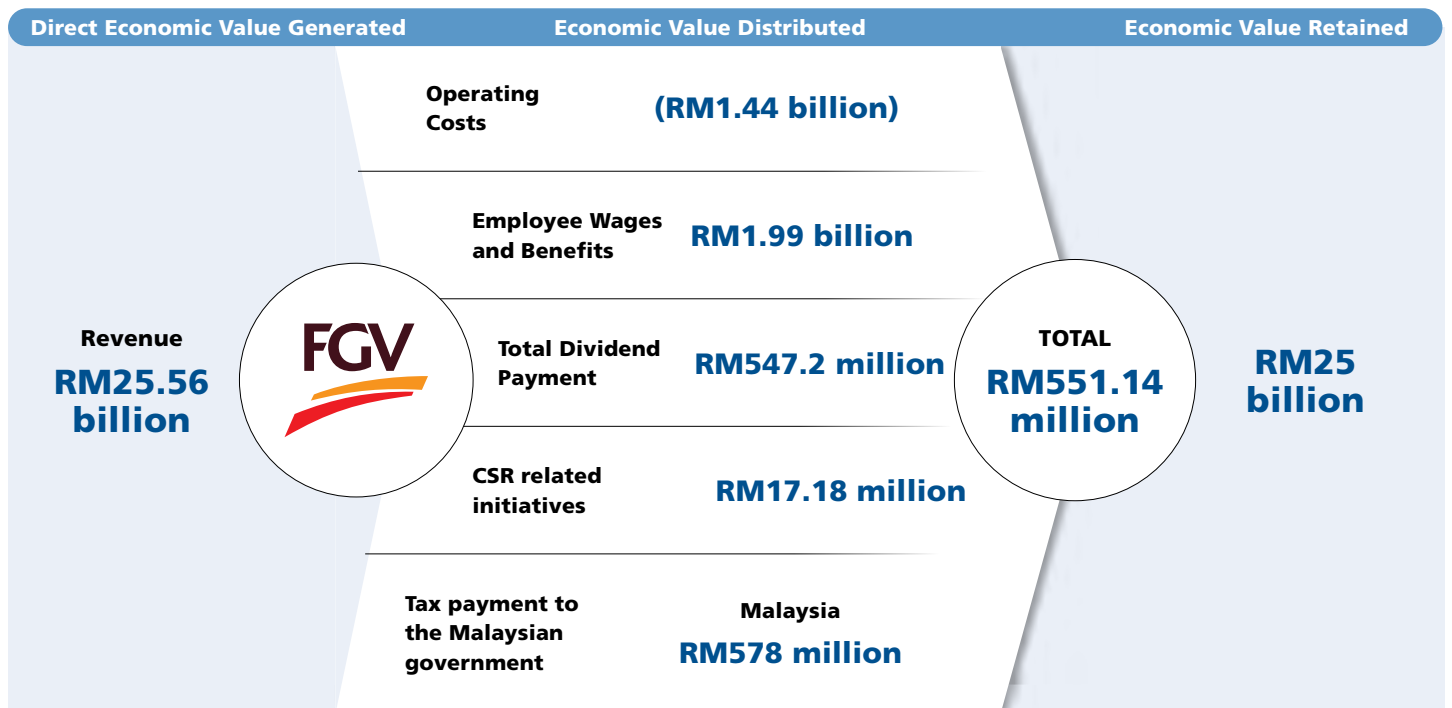 Direct Economic Value Generated
Economic Value Distributed
Economic Value Retained
Revenue
RM25.56
billion
FGV
Operating
Costs
(RM1.44 billion)
Employee Wages
and Benefits
RM1.99 billion
Total Dividend
Payment
RM547.2 million
CSR related
initiatives
RM17.18 million
Tax payment to
the Malaysian
government
Malaysia
RM578 million
TOTAL
RM551.14
million
RM25
billion